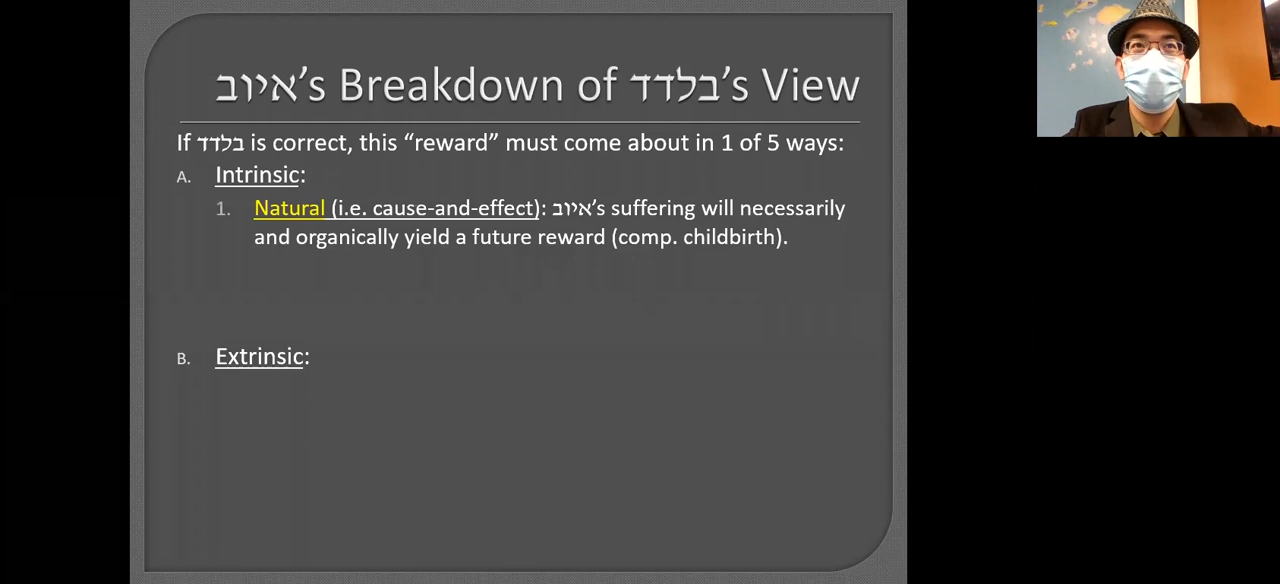 איוב’s Breakdown of בלדד’s View
If בלדד is correct, this “reward” must come about in 1 of 5 ways:
A. Intrinsic:
1. Natural (i.e. cause-and-effect): איוב’s suffering will necessarily
and organically yield a future reward (comp. childbirth).
B. Extrinsic: